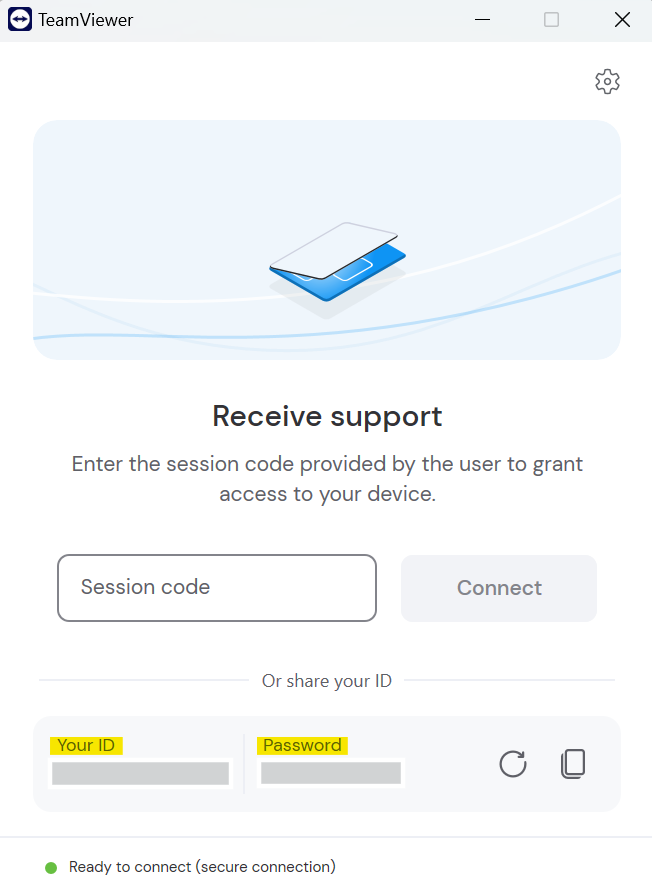 TeamViewer
Receive support
Enter the session code provided by the user to grant
access to your device.
Session code
Connect
Or share your ID
Your ID
Password
Ready to connect (secure connection)